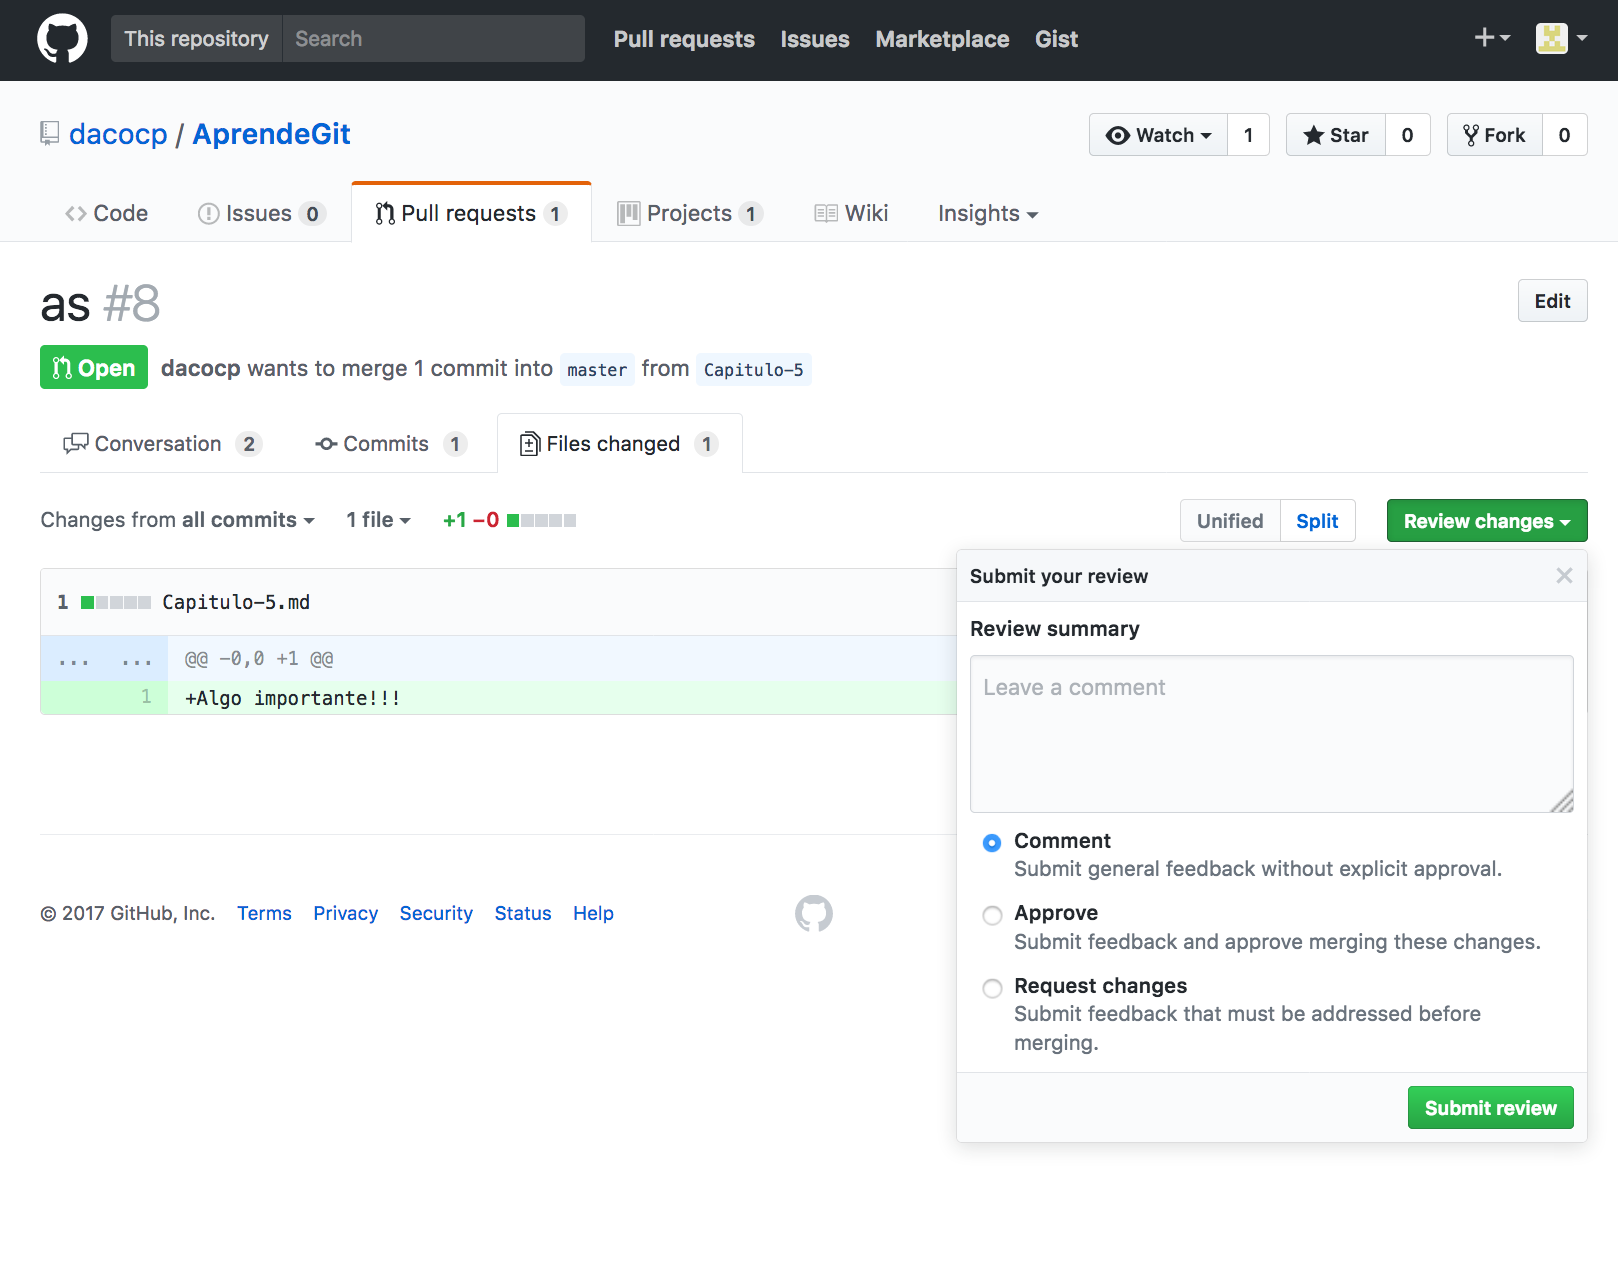 This repository Search Pull requests Issues Marketplace Gist
dacocp / AprendeGit Watch 1 Star 0 Fork 0
Code Issues 0 Pull requests 1 Projects 1 Wiki Insights
as #8 Edit
Open dacocp wants to merge 1 commit into master from Capitulo-5
Conversation 2 Commits 1 Files changed 1
Changes from all commits 1 file +1 −0 Unified Split Review changes
1 Capitulo-5.md
... ... @@ -0,0 +1 @@
1 +Algo importante!!!
Submit your review
Review summary
Leave a comment
Comment
Submit general feedback without explicit approval.
Approve
Submit feedback and approve merging these changes.
Request changes
Submit feedback that must be addressed before
merging.
Submit review
© 2017 GitHub, Inc. Terms Privacy Security Status Help